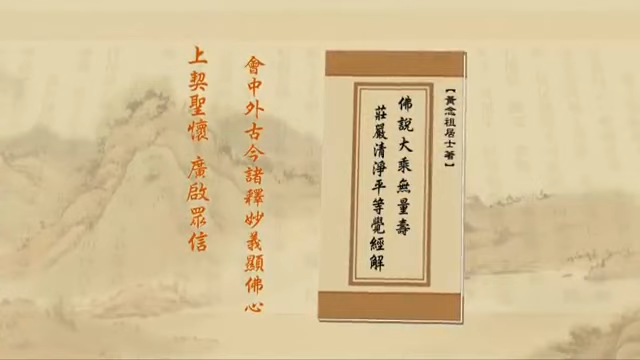 【黃念祖居士著】
佛說大乘無量壽
莊嚴清淨平等覺經解
會中外古今諸釋妙義顯佛心
上契聖懷 廣啟眾信